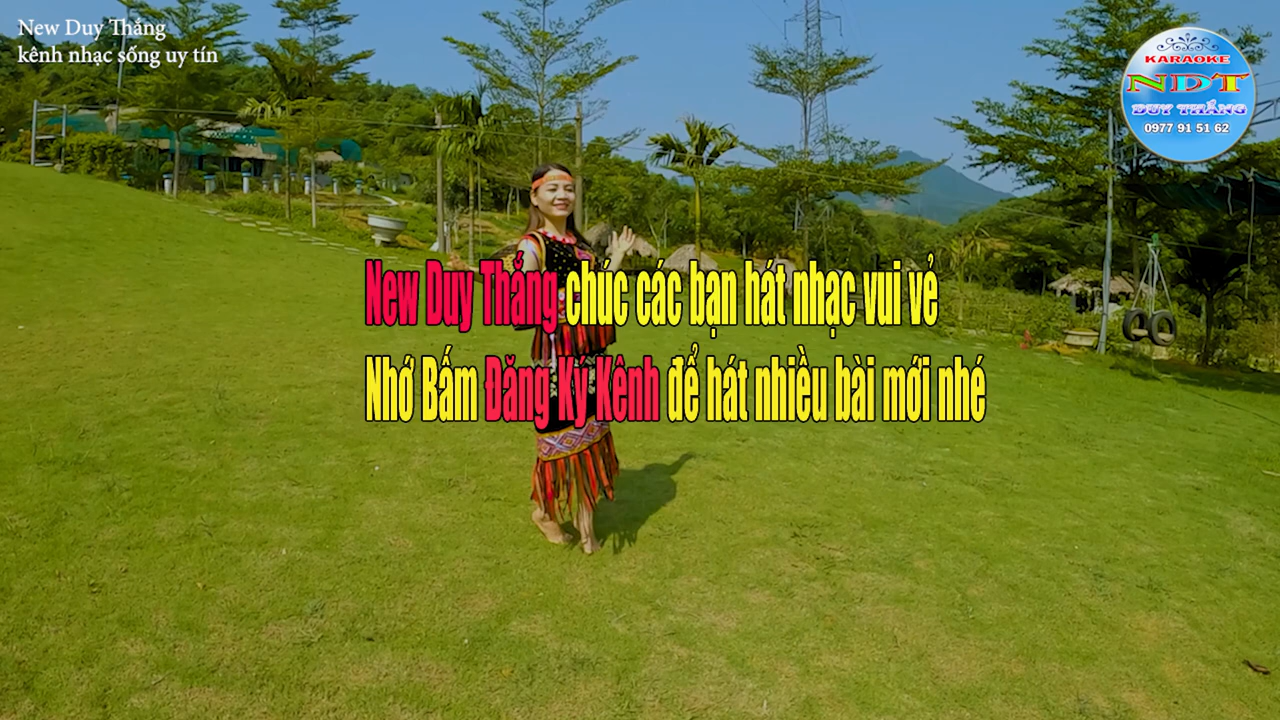 New Duy Thắng
kênh nhạc sống uy tín
KARAOKE
NDT
DUY THẮNG
0977 91 51 62
New Duy Thắng chúc các bạn hát nhạc vui vẻ
Nhớ Bấm Đăng Ký Kênh để hát nhiều bài mới nhé